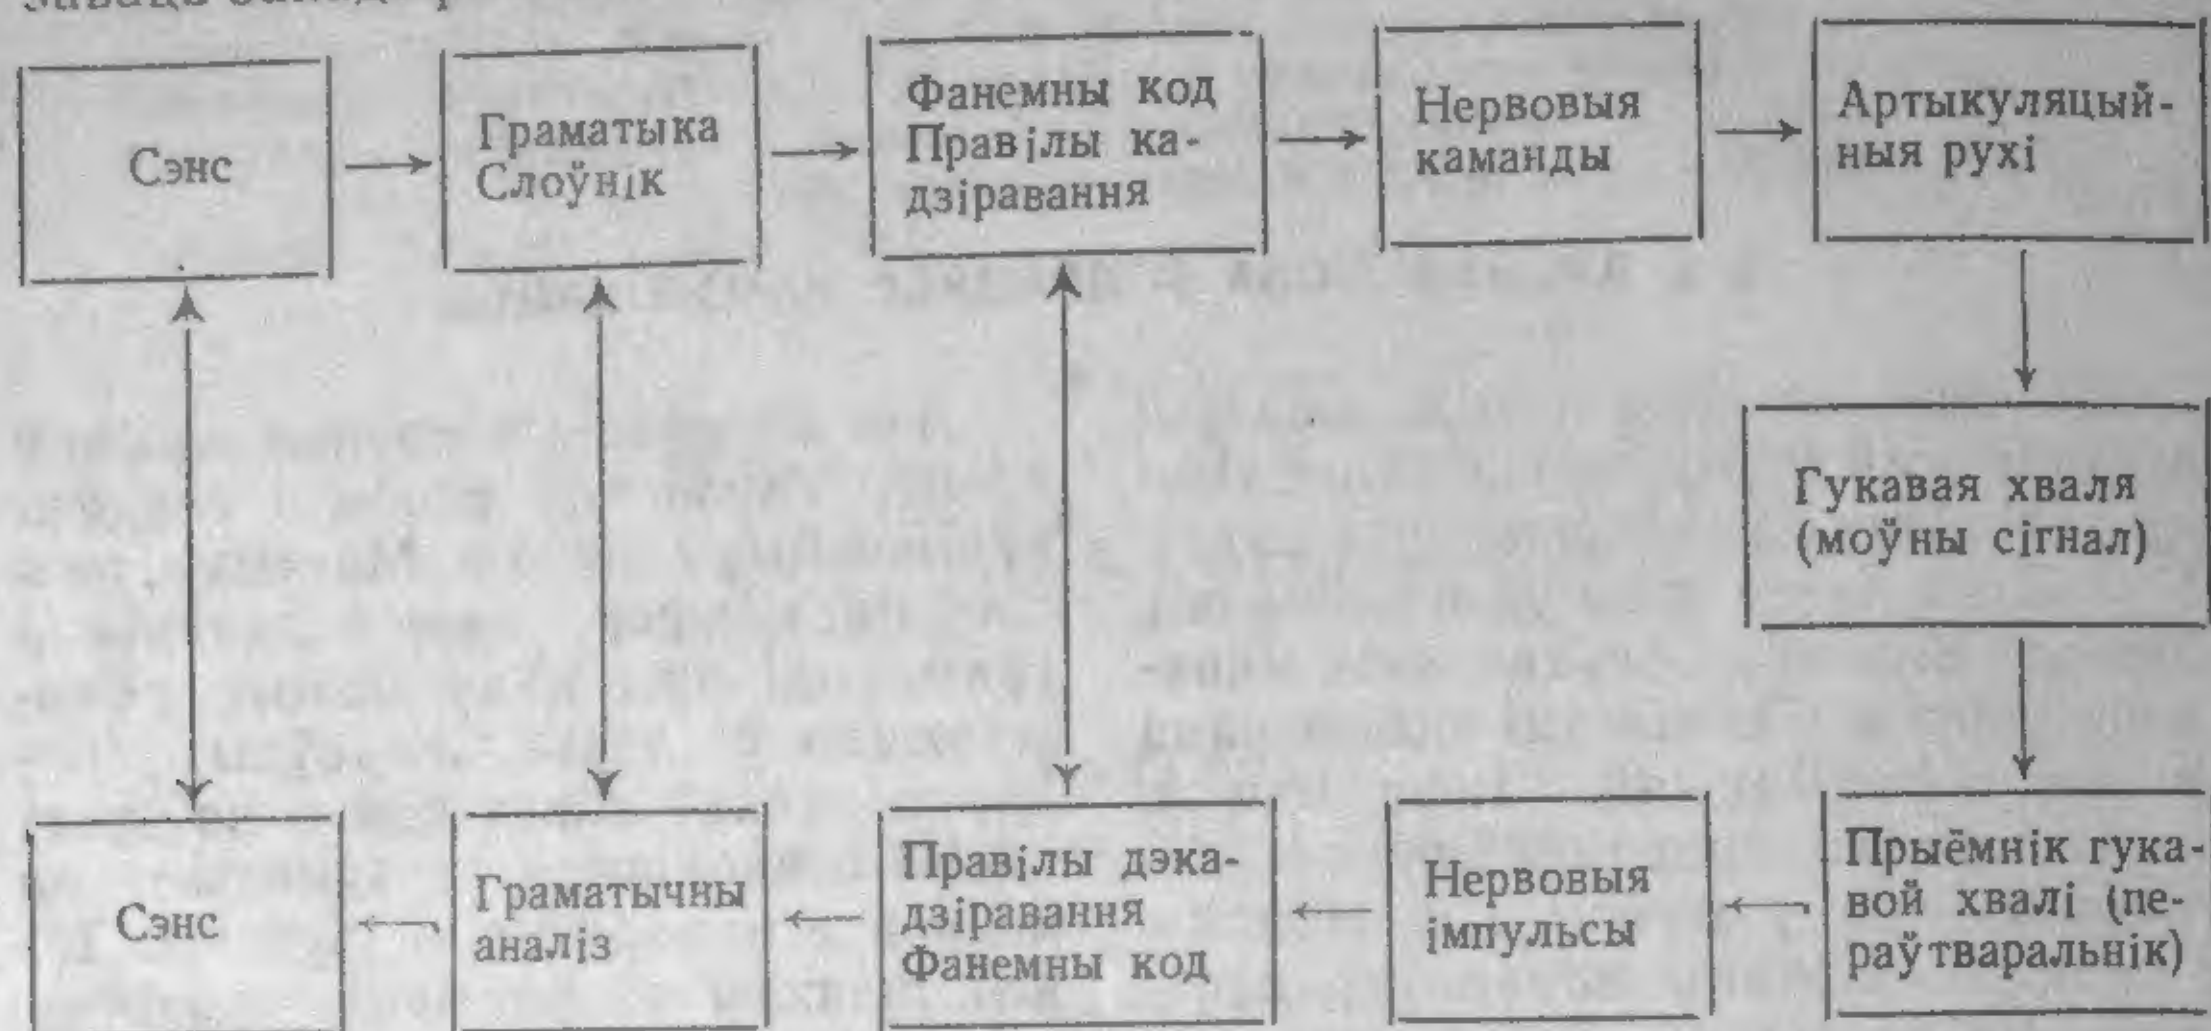 Сэнс
Граматыка
Слоўнік
Фанемны код
Правілы ка-
дзіравання
Нервовыя
каманды
Артыкуляцый-
ныя рухі
Гукавая хваля
(моўны сігнал)
Прыёмнік гука-
вой хвалі (пе-
раўтваральнік)
Нервовыя
імпульсы
Правілы дэка-
дзіравання
Фанемны код
Граматычны
аналіз
Сэнс